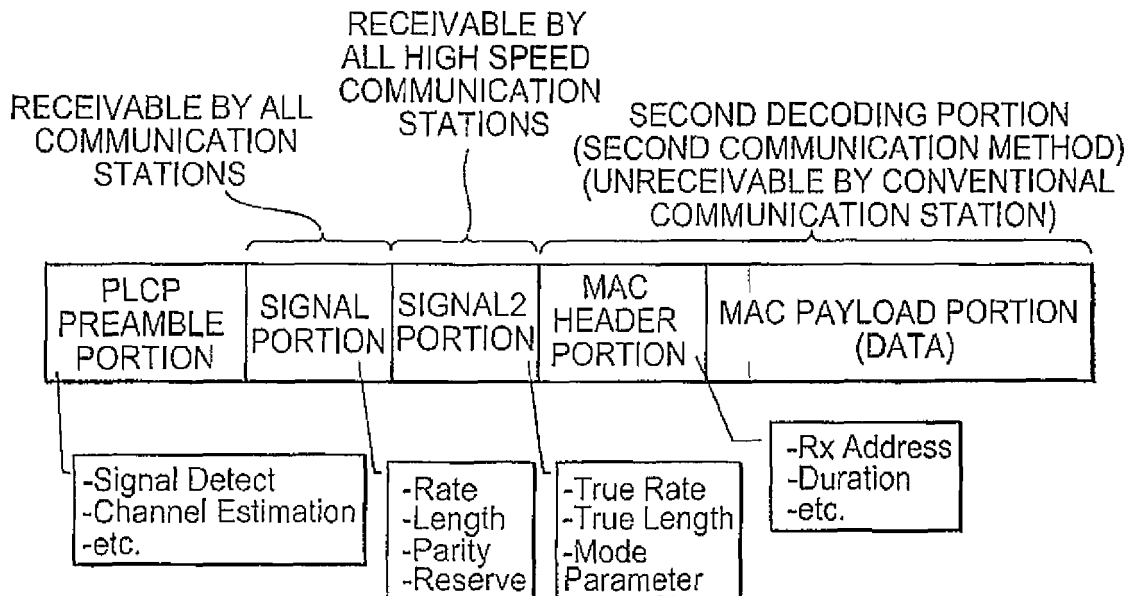 RECEIVABLE BY ALL
COMMUNICATION
STATIONS
RECEIVABLE BY
ALL HIGH SPEED
COMMUNICATION
STATIONS
SECOND DECODING PORTION
(SECOND COMMUNICATION METHOD)
(UNRECEIVABLE BY CONVENTIONAL
COMMUNICATION STATION)
PLCP
PREAMBLE
PORTION
SIGNAL
PORTION
SIGNAL2
PORTION
MAC
HEADER
PORTION
MAC PAYLOAD PORTION
(DATA)
-Signal Detect
-Channel Estimation
-etc.
-Rate
-Length
-Parity
-Reserve
-True Rate
-True Length
-Mode
Parameter
-Rx Address
-Duration
-etc.